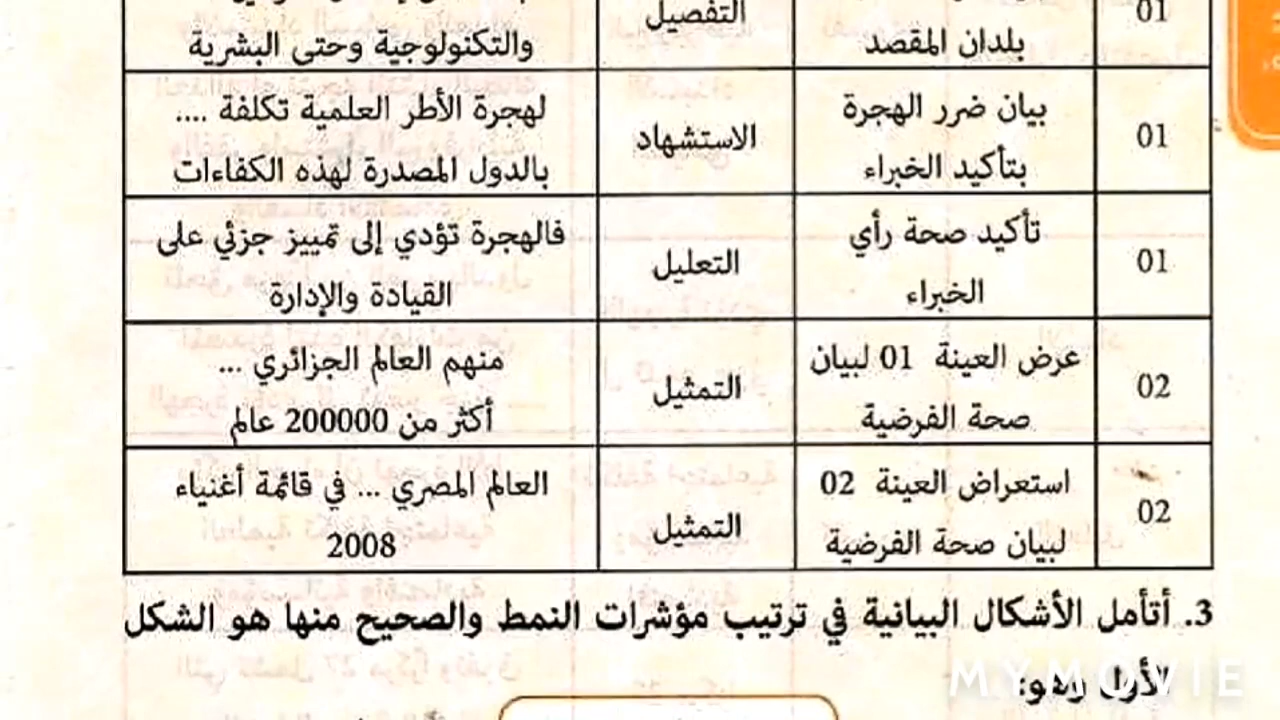 01
التفصيل
بلدان المقصد
والتكنولوجية وحتى البشرية
01
بيان ضرر الهجرة
بتأكيد الخبراء
الاستشهاد
لهجرة الأطر العلمية تكلفة ....
بالدول المصدرة لهذه الكفاءات
01
تأكيد صحة رأي
الخبراء
التعليل
فالهجرة تؤدي إلى تمييز جزئي على
القيادة والإدارة
02
عرض العينة 01 لبيان
صحة الفرضية
التمثيل
منهم العالم الجزائري ...
أكثر من 200000 عالم
02
استعراض العينة 02
لبيان صحة الفرضية
التمثيل
العالم المصري ... في قائمة أغنياء
2008
3. أتأمل الأشكال البيانية في ترتيب مؤشرات النمط والصحيح منها هو الشكل
الأول وهو:
MYMOVIE